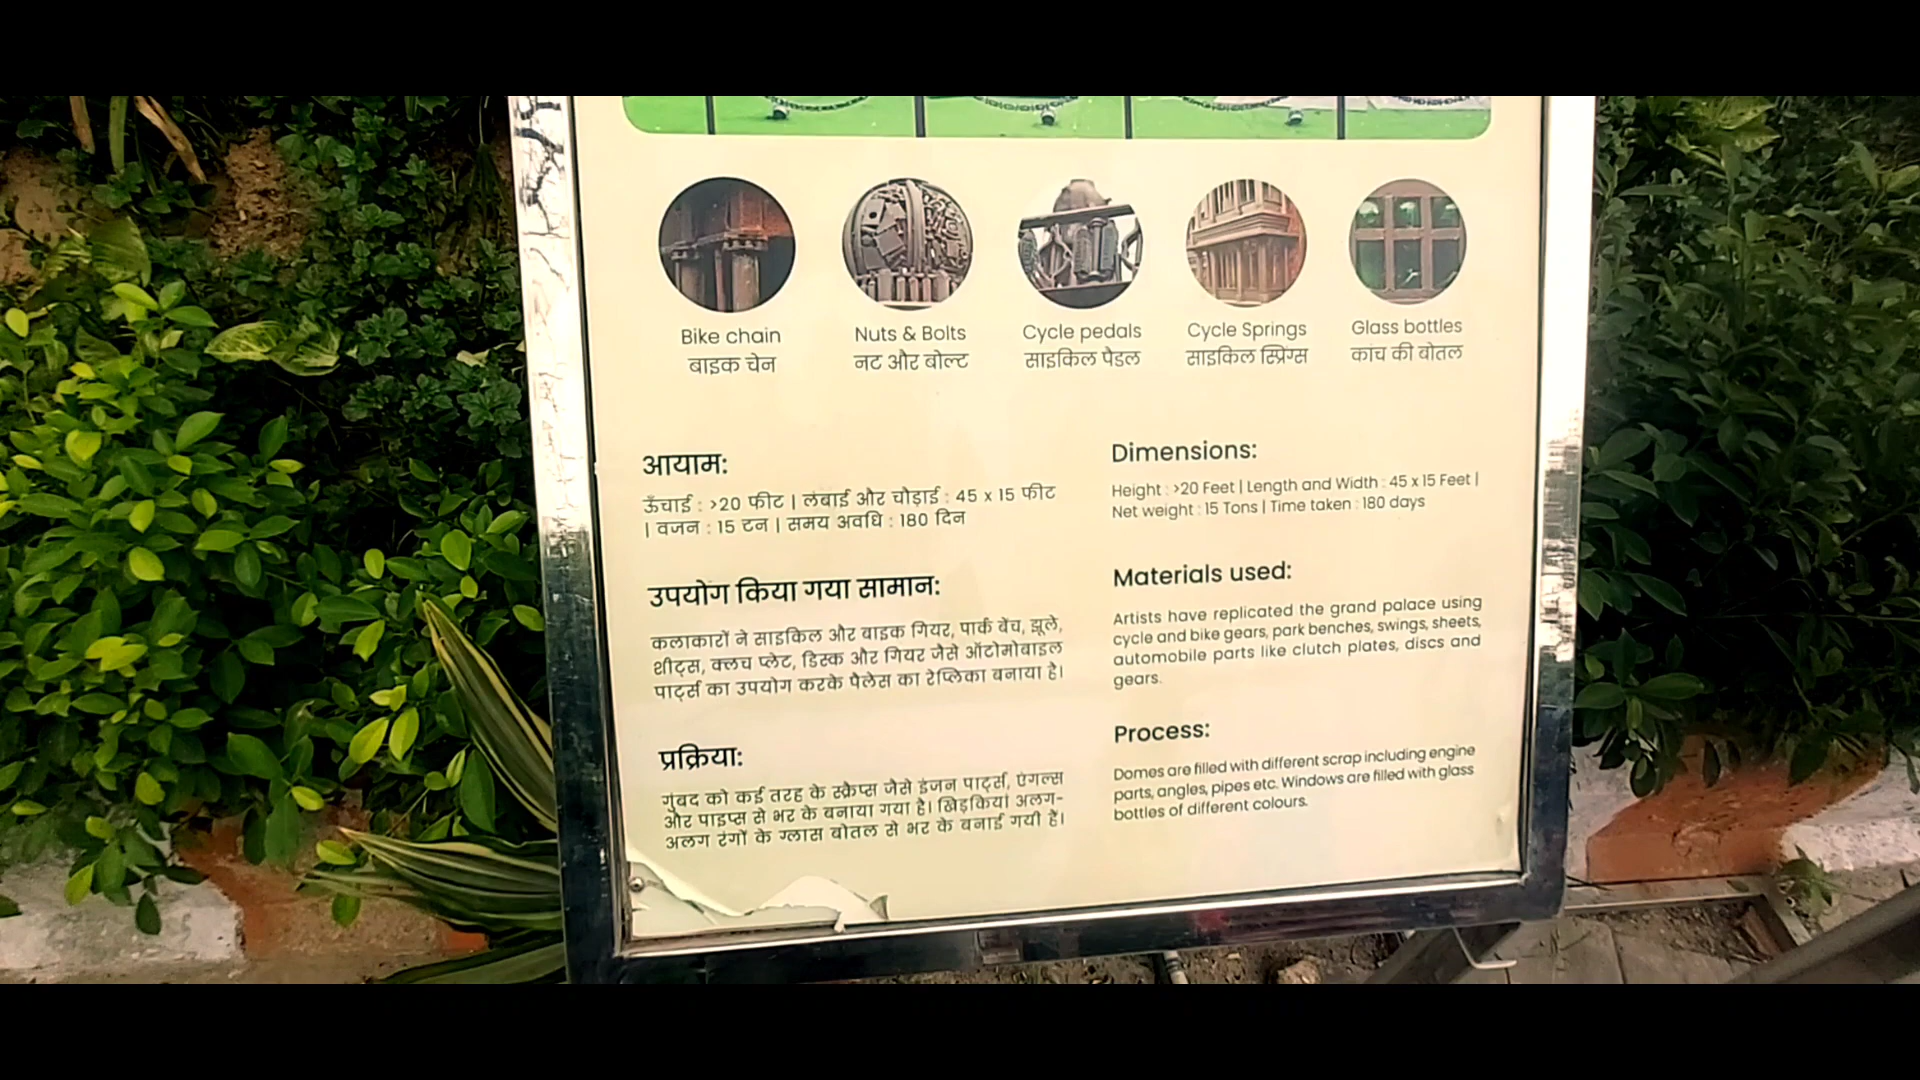 Bike chain
बाइक चेन
Nuts & Bolts
नट और बोल्ट
Cycle pedals
साइकिल पैडल
Cycle Springs
साइकिल स्प्रिंग्स
Glass bottles
कांच की बोतल
आयाम:
ऊँचाई : >20 फीट | लंबाई और चौड़ाई : 45 x 15 फीट
| वजन : 15 टन | समय अवधि : 180 दिन
उपयोग किया गया सामान:
कलाकारों ने साइकिल और बाइक गियर, पार्क बेंच, झूले,
शीट्स, क्लच प्लेट, डिस्क और गियर जैसे ऑटोमोबाइल
पार्ट्स का उपयोग करके पैलेस का रेप्लिका बनाया है।
प्रक्रिया:
गुंबद को कई तरह के स्क्रैप्स जैसे इंजन पार्ट्स, एंगल्स
और पाइप्स से भर के बनाया गया है। खिड़कियां अलग-
अलग रंगों के ग्लास बोतल से भर के बनाई गयी हैं।
Dimensions:
Height : >20 Feet | Length and Width : 45 x 15 Feet |
Net weight : 15 Tons | Time taken : 180 days
Materials used:
Artists have replicated the grand palace using
cycle and bike gears, park benches, swings, sheets,
automobile parts like clutch plates, discs and
gears.
Process:
Domes are filled with different scrap including engine
parts, angles, pipes etc. Windows are filled with glass
bottles of different colours.